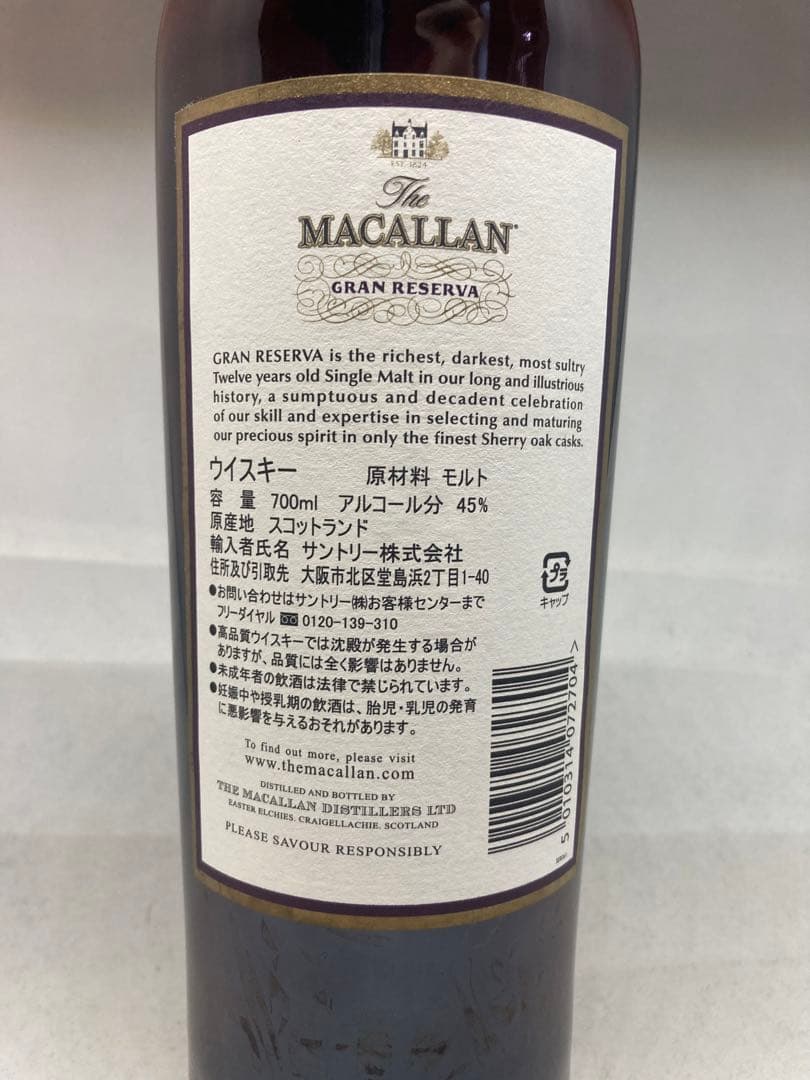 EST. 1824
The
MACALLAN®
GRAN RESERVA
GRAN RESERVA is the richest, darkest, most sultry
Twelve years old Single Malt in our long and illustrious
history, a sumptuous and decadent celebration
of our skill and expertise in selecting and maturing
our precious spirit in only the finest Sherry oak casks.
ウイスキー 原材料 モルト
容 量 700ml アルコール分 45%
原産地 スコットランド
輸入者氏名 サントリー株式会社
住所及び引取先 大阪市北区堂島浜2丁目1-40
●お問い合わせはサントリー㈱お客様センターまで
フリーダイヤル 0120-139-310
●高品質ウイスキーでは沈殿が発生する場合が
ありますが、品質には全く影響はありません。
●未成年者の飲酒は法律で禁じられています。
●妊娠中や授乳期の飲酒は、胎児・乳児の発育
に悪影響を与えるおそれがあります。
プラ
キャップ
To find out more, please visit
www.themacallan.com
DISTILLED AND BOTTLED BY
THE MACALLAN DISTILLERS LTD
EASTER ELCHIES, CRAIGELLACHIE, SCOTLAND
PLEASE SAVOUR RESPONSIBLY
5 010314 072704 >